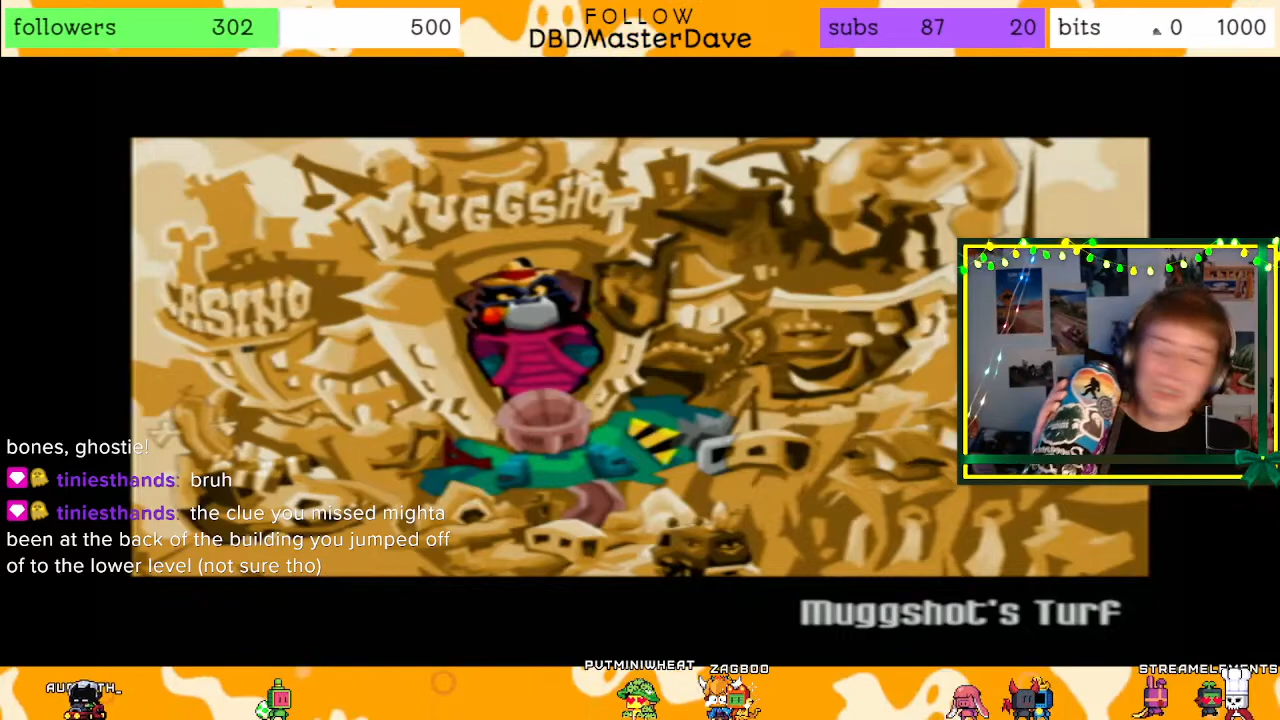 followers 302 500
FOLLOW
DBDMasterDave
subs 87 20
bits 0 1000
MUGGSHOT
CASINO
bones, ghostie!
tiniesthands: bruh
tiniesthands: the clue you missed mighta
been at the back of the building you jumped off
of to the lower level (not sure tho)
Muggshot's Turf
PUTMINIWHEAT
ZAGBOO
STREAMELEMENTS